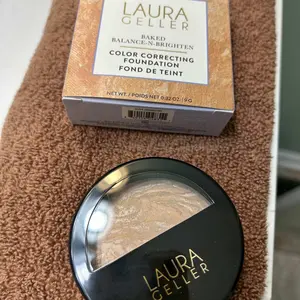 LAURA
GELLER
BAKED
BALANCE-N-BRIGHTEN
COLOR CORRECTING
FOUNDATION
FOND DE TEINT
NET WT / POIDS NET 0.32 OZ (9 G)
LAURA
GELLER